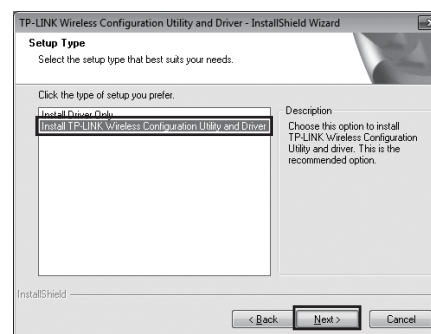 TP-LINK Wireless Configuration Utility and Driver - InstallShield Wizard
Setup Type
Select the setup type that best suits your needs.
Click the type of setup you prefer.
Install Driver Only
Install TP-LINK Wireless Configuration Utility and Driver
Description
Choose this option to install
TP-LINK Wireless Configuration
Utility and driver. This is the
recommended option.
InstallShield
< Back
Next >
Cancel